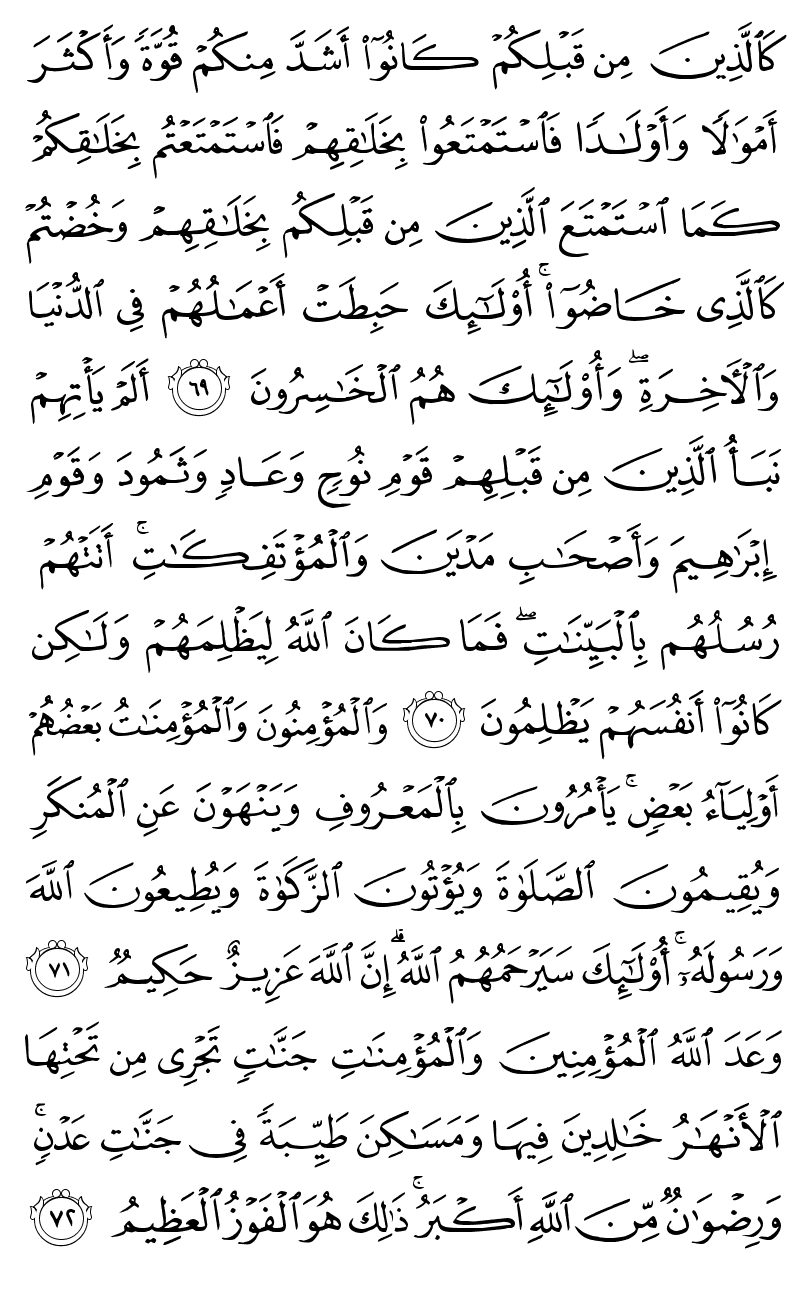 كَٱلَّذِينَ مِن قَبۡلِكُمۡ كَانُوٓاْ أَشَدَّ مِنكُمۡ قُوَّةٗ وَأَكۡثَرَ
أَمۡوَٰلٗا وَأَوۡلَٰدٗا فَٱسۡتَمۡتَعُواْ بِخَلَٰقِهِمۡ فَٱسۡتَمۡتَعۡتُم بِخَلَٰقِكُمۡ
كَمَا ٱسۡتَمۡتَعَ ٱلَّذِينَ مِن قَبۡلِكُم بِخَلَٰقِهِمۡ وَخُضۡتُمۡ
كَٱلَّذِي خَاضُوٓاْۚ أُوْلَٰٓئِكَ حَبِطَتۡ أَعۡمَٰلُهُمۡ فِي ٱلدُّنۡيَا
وَٱلۡأٓخِرَةِۖ وَأُوْلَٰٓئِكَ هُمُ ٱلۡخَٰسِرُونَ ٦٩ أَلَمۡ يَأۡتِهِمۡ
نَبَأُ ٱلَّذِينَ مِن قَبۡلِهِمۡ قَوۡمِ نُوحٖ وَعَادٖ وَثَمُودَ وَقَوۡمِ
إِبۡرَٰهِيمَ وَأَصۡحَٰبِ مَدۡيَنَ وَٱلۡمُؤۡتَفِكَٰتِۚ أَتَتۡهُمۡ
رُسُلُهُم بِٱلۡبَيِّنَٰتِۖ فَمَا كَانَ ٱللَّهُ لِيَظۡلِمَهُمۡ وَلَٰكِن
كَانُوٓاْ أَنفُسَهُمۡ يَظۡلِمُونَ ٧٠ وَٱلۡمُؤۡمِنُونَ وَٱلۡمُؤۡمِنَٰتُ بَعۡضُهُمۡ
أَوۡلِيَآءُ بَعۡضٖۚ يَأۡمُرُونَ بِٱلۡمَعۡرُوفِ وَيَنۡهَوۡنَ عَنِ ٱلۡمُنكَرِ
وَيُقِيمُونَ ٱلصَّلَوٰةَ وَيُؤۡتُونَ ٱلزَّكَوٰةَ وَيُطِيعُونَ ٱللَّهَ
وَرَسُولَهُۥٓۚ أُوْلَٰٓئِكَ سَيَرۡحَمُهُمُ ٱللَّهُۗ إِنَّ ٱللَّهَ عَزِيزٌ حَكِيمٞ ٧١
وَعَدَ ٱللَّهُ ٱلۡمُؤۡمِنِينَ وَٱلۡمُؤۡمِنَٰتِ جَنَّٰتٖ تَجۡرِي مِن تَحۡتِهَا
ٱلۡأَنۡهَٰرُ خَٰلِدِينَ فِيهَا وَمَسَٰكِنَ طَيِّبَةٗ فِي جَنَّٰتِ عَدۡنٖۚ
وَرِضۡوَٰنٞ مِّنَ ٱللَّهِ أَكۡبَرُۚ ذَٰلِكَ هُوَ ٱلۡفَوۡزُ ٱلۡعَظِيمُ ٧٢